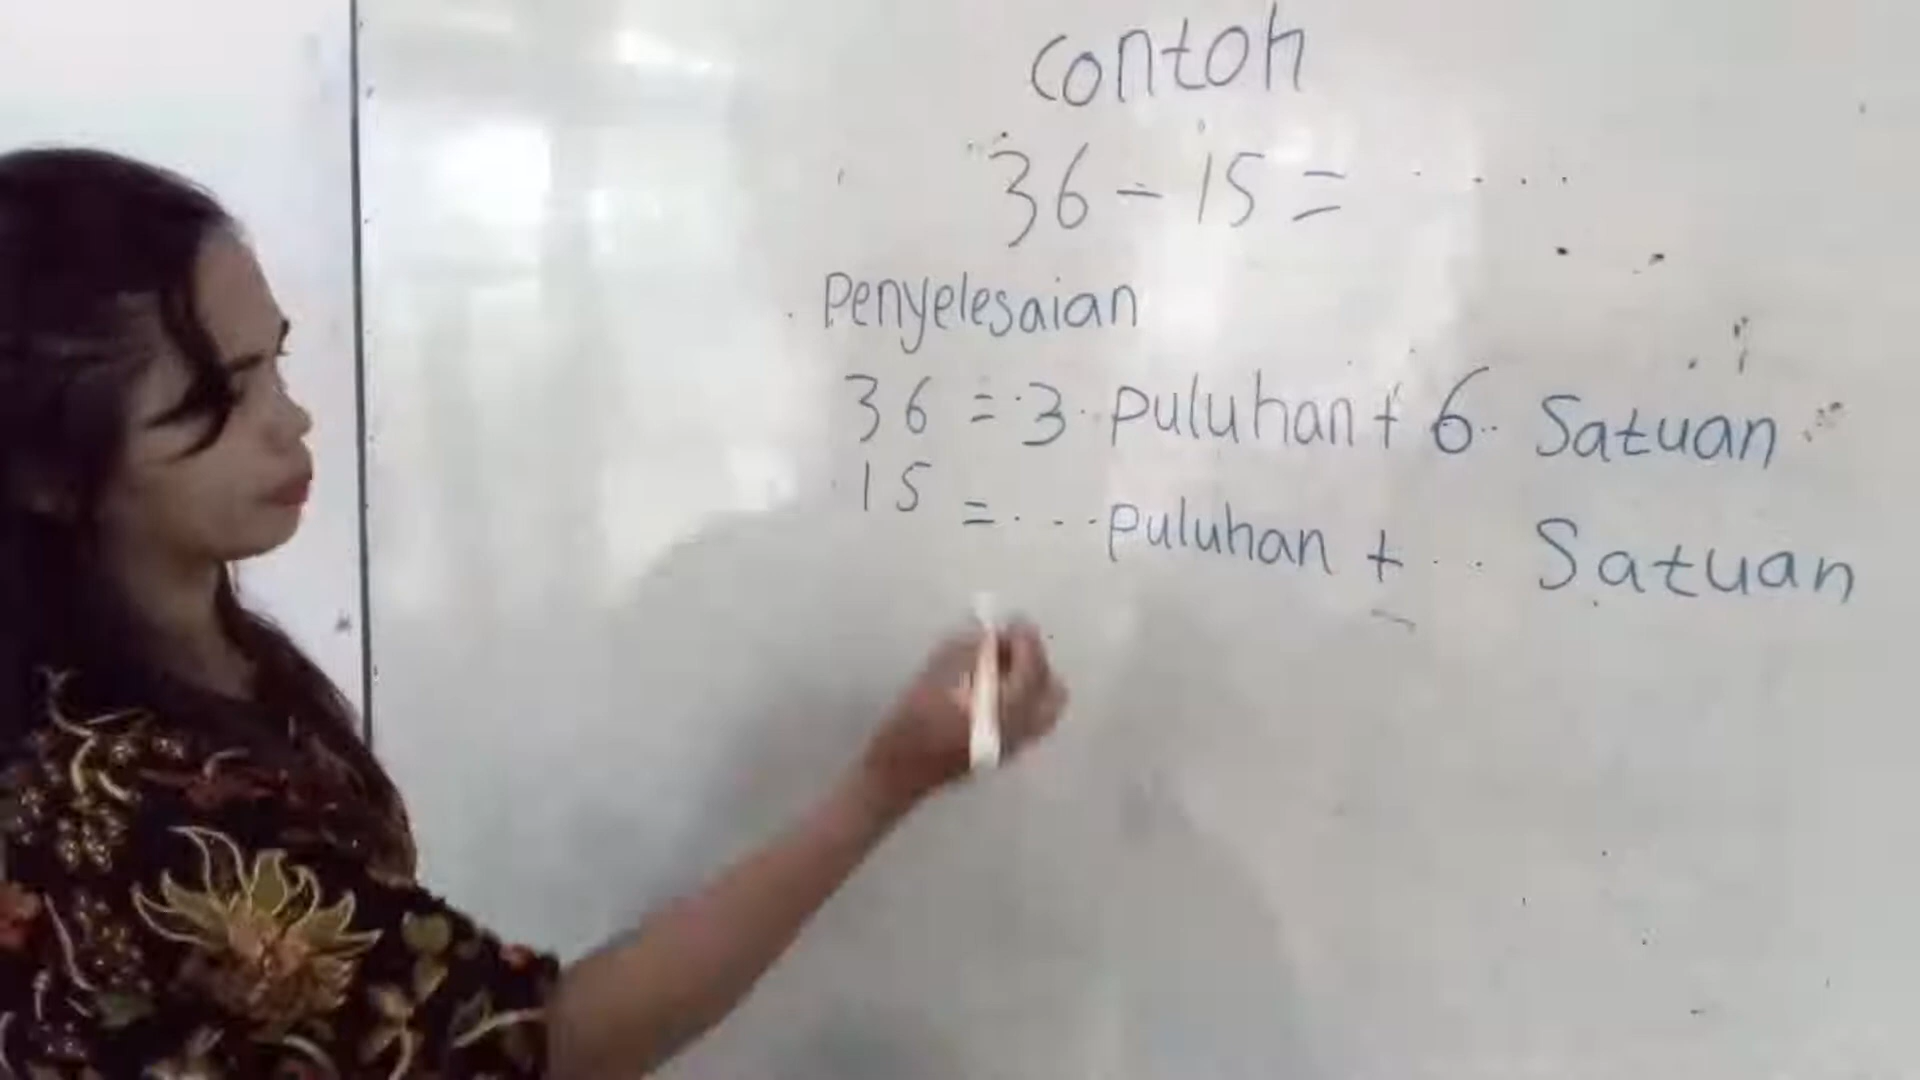 Contoh
36 - 15 = .....
Penyelesaian
36 = 3 puluhan + 6 Satuan
15 = ... puluhan + ... Satuan